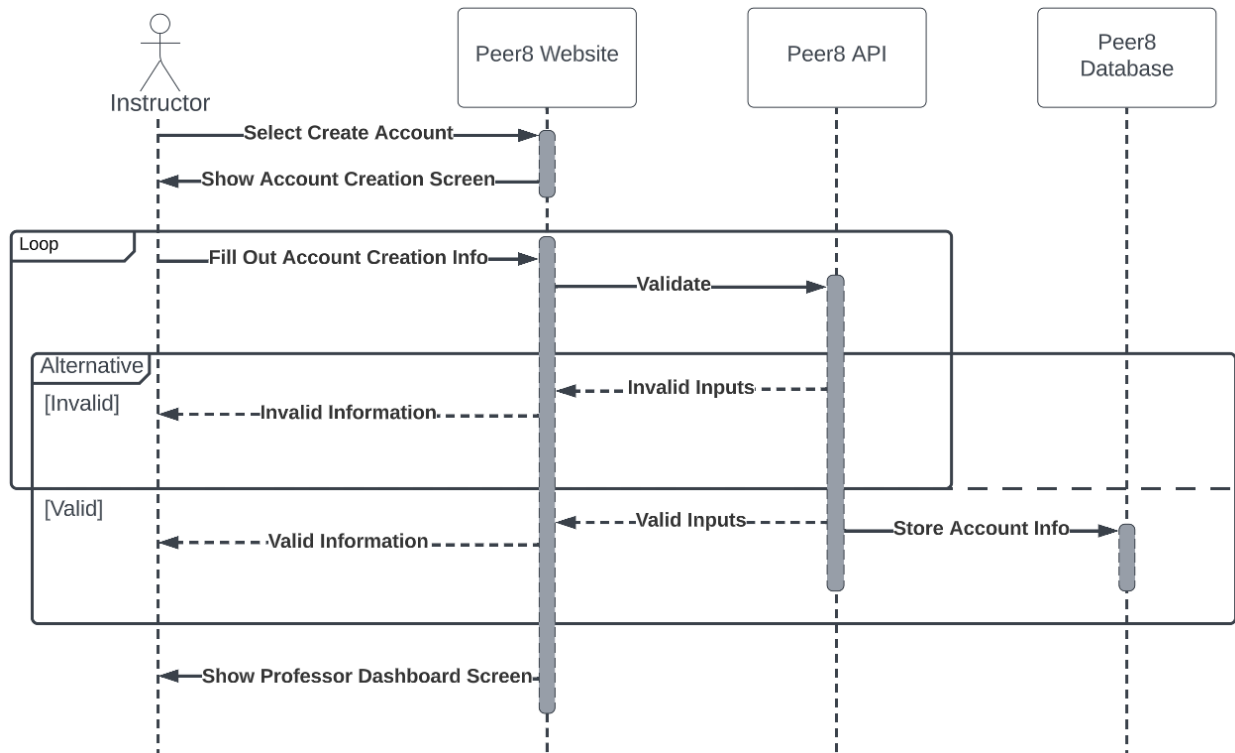 Instructor
Peer8 Website
Peer8 API
Peer8
Database
Select Create Account
Show Account Creation Screen
Loop
Fill Out Account Creation Info
Validate
Alternative
[Invalid]
Invalid Inputs
Invalid Information
[Valid]
Valid Inputs
Store Account Info
Valid Information
Show Professor Dashboard Screen